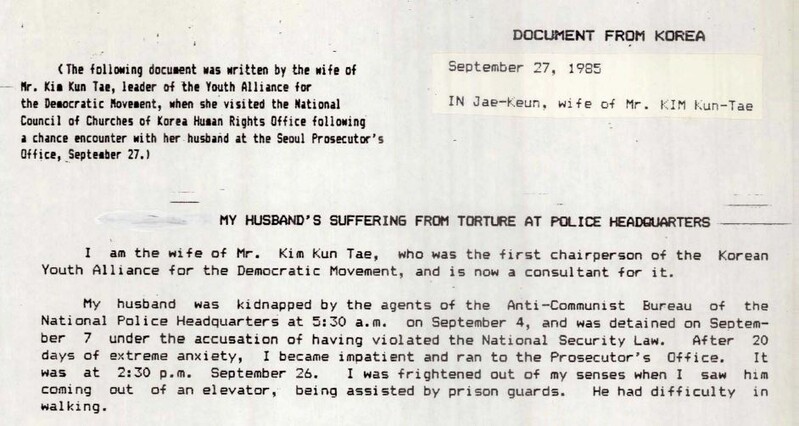 DOCUMENT FROM KOREA
September 27, 1985
IN Jae-Keun, wife of Mr. KIM Kun-Tae
(The following document was written by the wife of
Mr. Kim Kun Tae, leader of the Youth Alliance for
the Democratic Movement, when she visited the National
Council of Churches of Korea Human Rights Office following
a chance encounter with her husband at the Seoul Prosecutor's
Office, September 27.)
MY HUSBAND'S SUFFERING FROM TORTURE AT POLICE HEADQUARTERS
I am the wife of Mr. Kim Kun Tae, who was the first chairperson of the Korean
Youth Alliance for the Democratic Movement, and is now a consultant for it.
My husband was kidnapped by the agents of the Anti-Communist Bureau of the
National Police Headquarters at 5:30 a.m. on September 4, and was detained on Septem-
ber 7 under the accusation of having violated the National Security Law. After 20
days of extreme anxiety, I became impatient and ran to the Prosecutor's Office. It
was at 2:30 p.m. September 26. I was frightened out of my senses when I saw him
coming out of an elevator, being assisted by prison guards. He had difficulty in
walking.